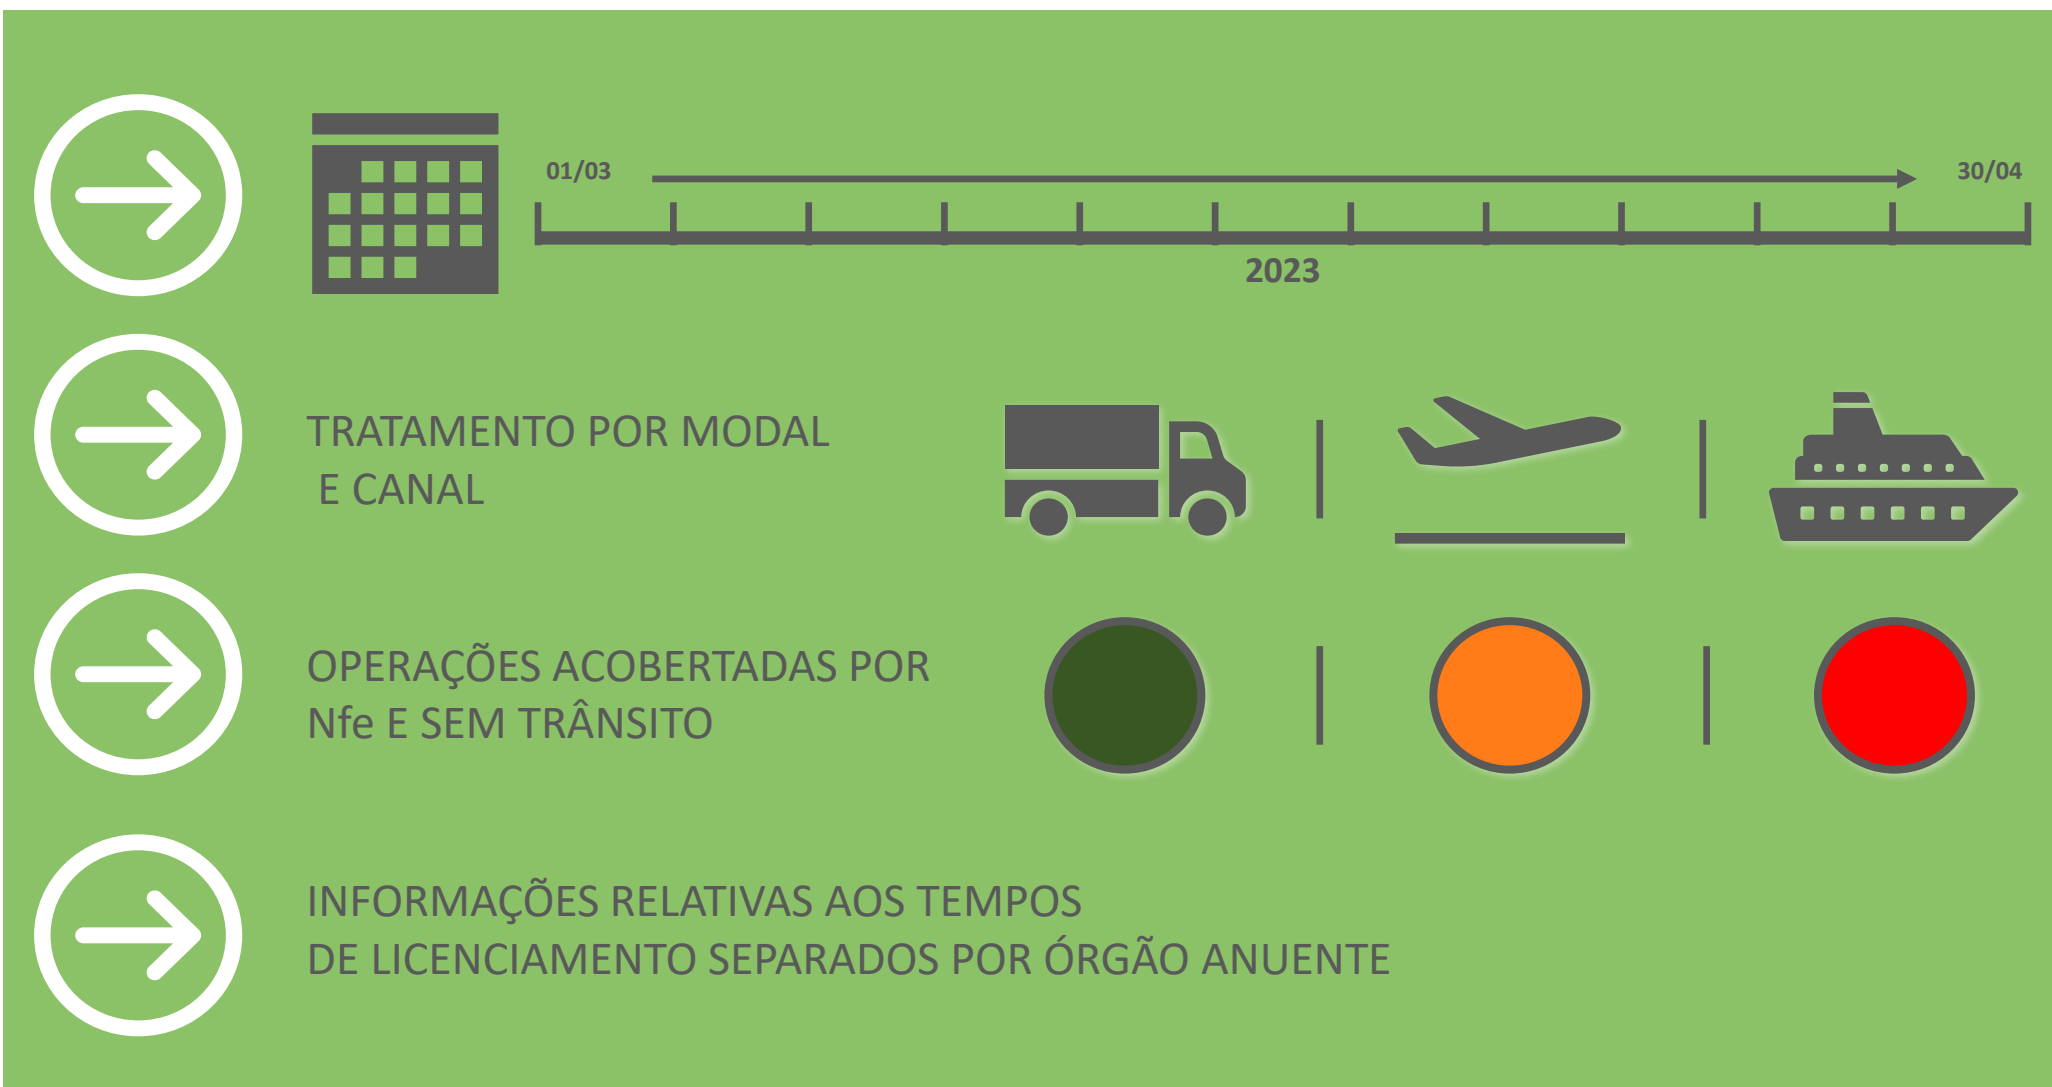 01/03
30/04
2023
TRATAMENTO POR MODAL
E CANAL
OPERAÇÕES ACOBERTADAS POR
Nfe E SEM TRÂNSITO
INFORMAÇÕES RELATIVAS AOS TEMPOS
DE LICENCIAMENTO SEPARADOS POR ÓRGÃO ANUENTE